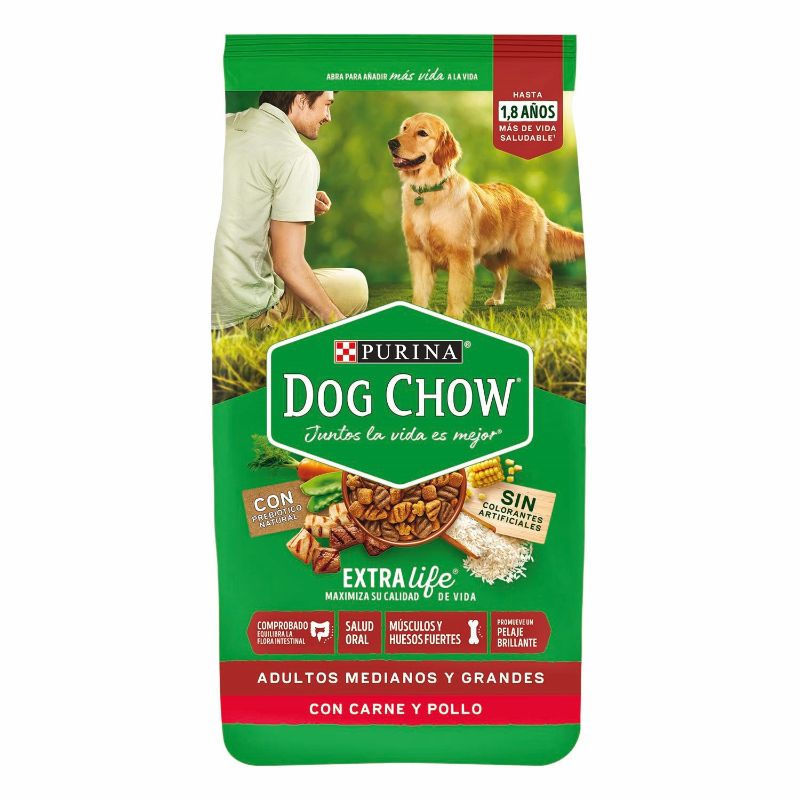 ABRA PARA AÑADIR más vida A LA VIDA
HASTA
1,8 AÑOS
MÁS DE VIDA
SALUDABLE¹
PURINA®
DOG CHOW®
Juntos la vida es mejor®
CON
PREBIÓTICO
NATURAL
SIN
COLORANTES
ARTIFICIALES
EXTRA life®
MAXIMIZA SU CALIDAD DE VIDA
COMPROBADO
EQUILIBRA LA
FLORA INTESTINAL
SALUD
ORAL
MÚSCULOS Y
HUESOS FUERTES
PROMUEVE UN
PELAJE
BRILLANTE
ADULTOS MEDIANOS Y GRANDES
CON CARNE Y POLLO